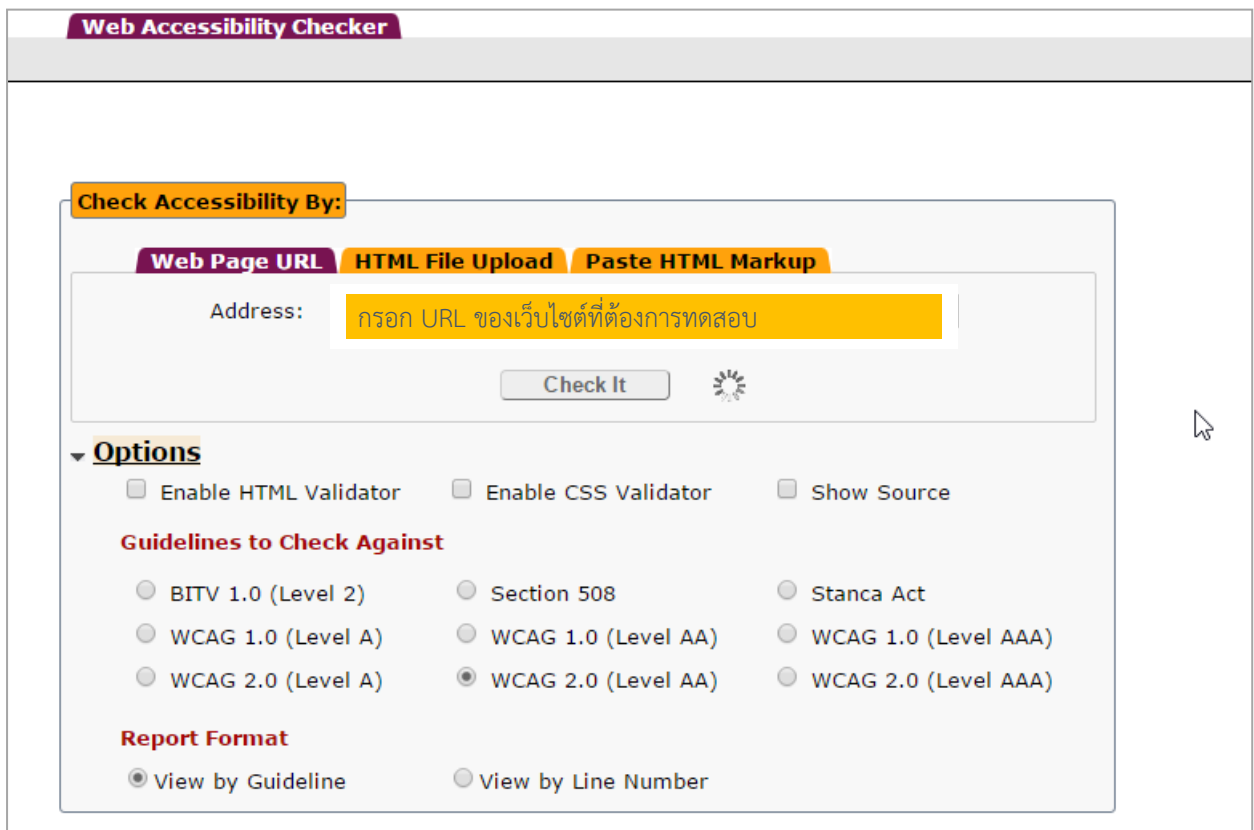 Web Accessibility Checker
Check Accessibility By:
Web Page URL HTML File Upload Paste HTML Markup
Address: กรอก URL ของเว็บไซต์ที่ต้องการทดสอบ
Check It
Options
Enable HTML Validator Enable CSS Validator Show Source
Guidelines to Check Against
BITV 1.0 (Level 2) Section 508 Stanca Act
WCAG 1.0 (Level A) WCAG 1.0 (Level AA) WCAG 1.0 (Level AAA)
WCAG 2.0 (Level A) WCAG 2.0 (Level AA) WCAG 2.0 (Level AAA)
Report Format
View by Guideline View by Line Number